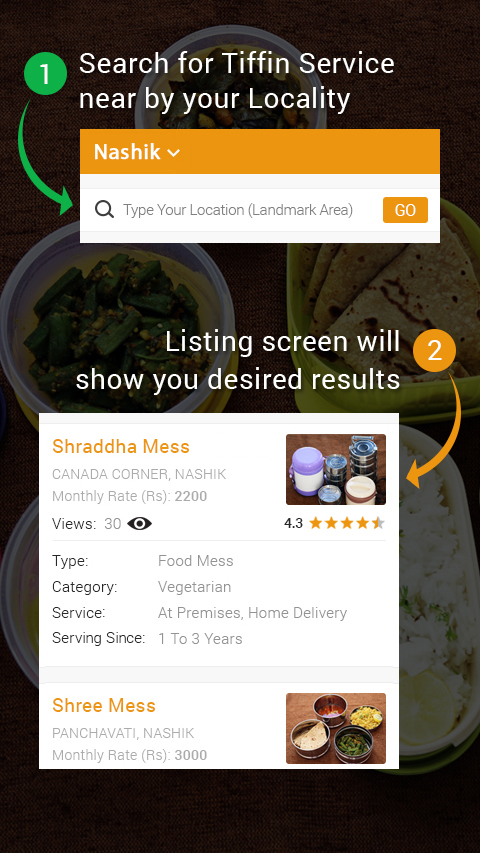 1
Search for Tiffin Service
near by your Locality
Nashik
Type Your Location (Landmark Area)
GO
Listing screen will
show you desired results
2
Shraddha Mess
CANADA CORNER, NASHIK
Monthly Rate (Rs): 2200
Views: 30
4.3
Type: Food Mess
Category: Vegetarian
Service: At Premises, Home Delivery
Serving Since: 1 To 3 Years
Shree Mess
PANCHAVATI, NASHIK
Monthly Rate (Rs): 3000